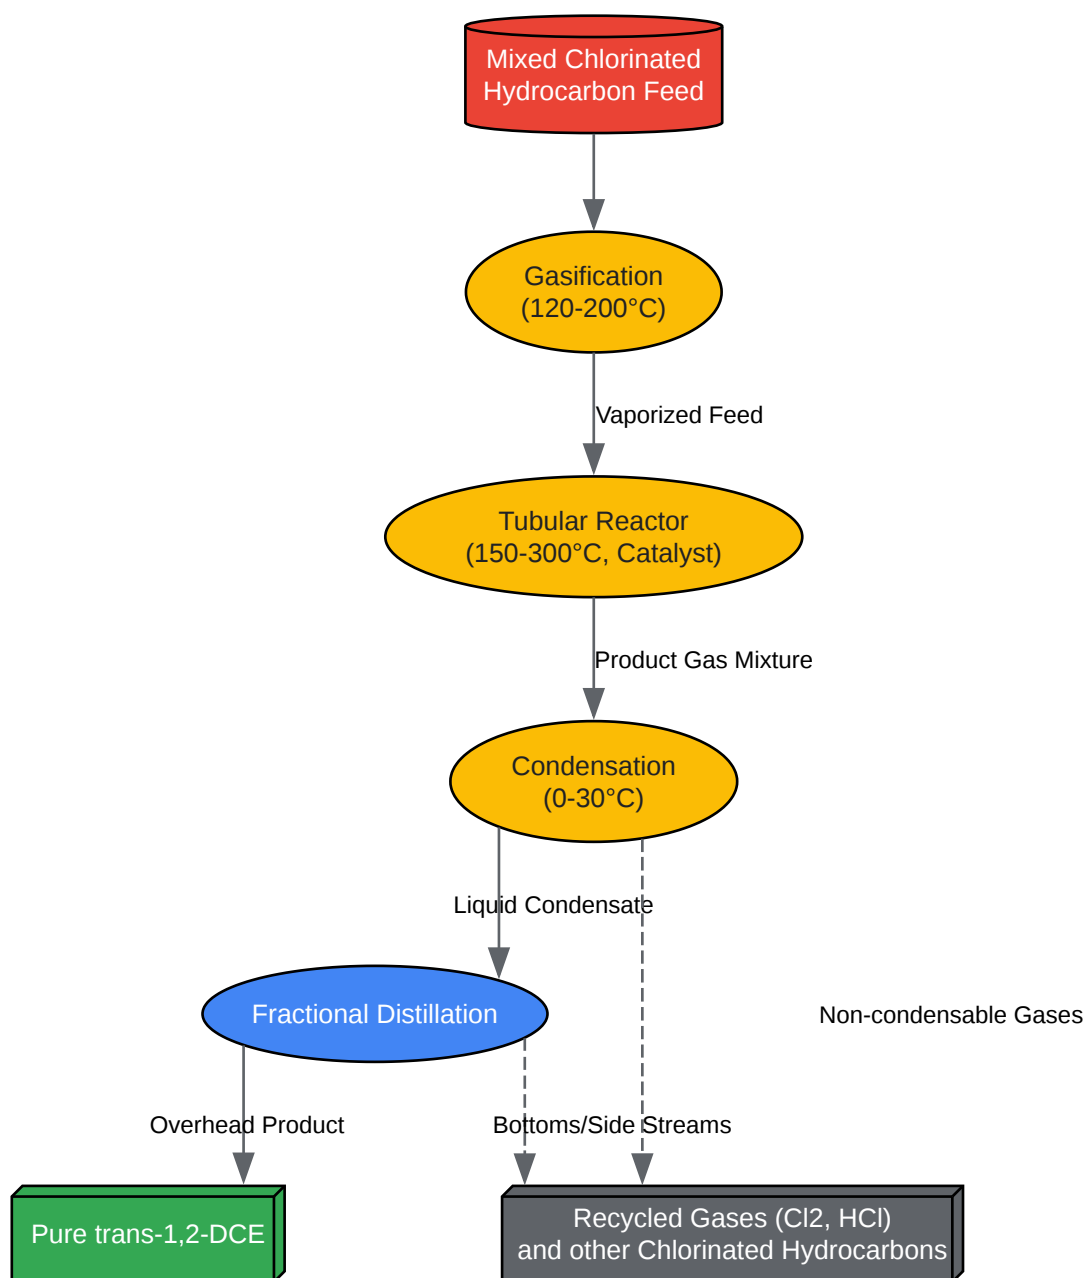 Mixed Chlorinated
Hydrocarbon Feed
Gasification
(120-200°C)
Vaporized Feed
Tubular Reactor
(150-300°C, Catalyst)
Product Gas Mixture
Condensation
(0-30°C)
Liquid Condensate
Fractional Distillation
Non-condensable Gases
Overhead Product
Bottoms/Side Streams
Pure trans-1,2-DCE
Recycled Gases (Cl2, HCl)
and other Chlorinated Hydrocarbons